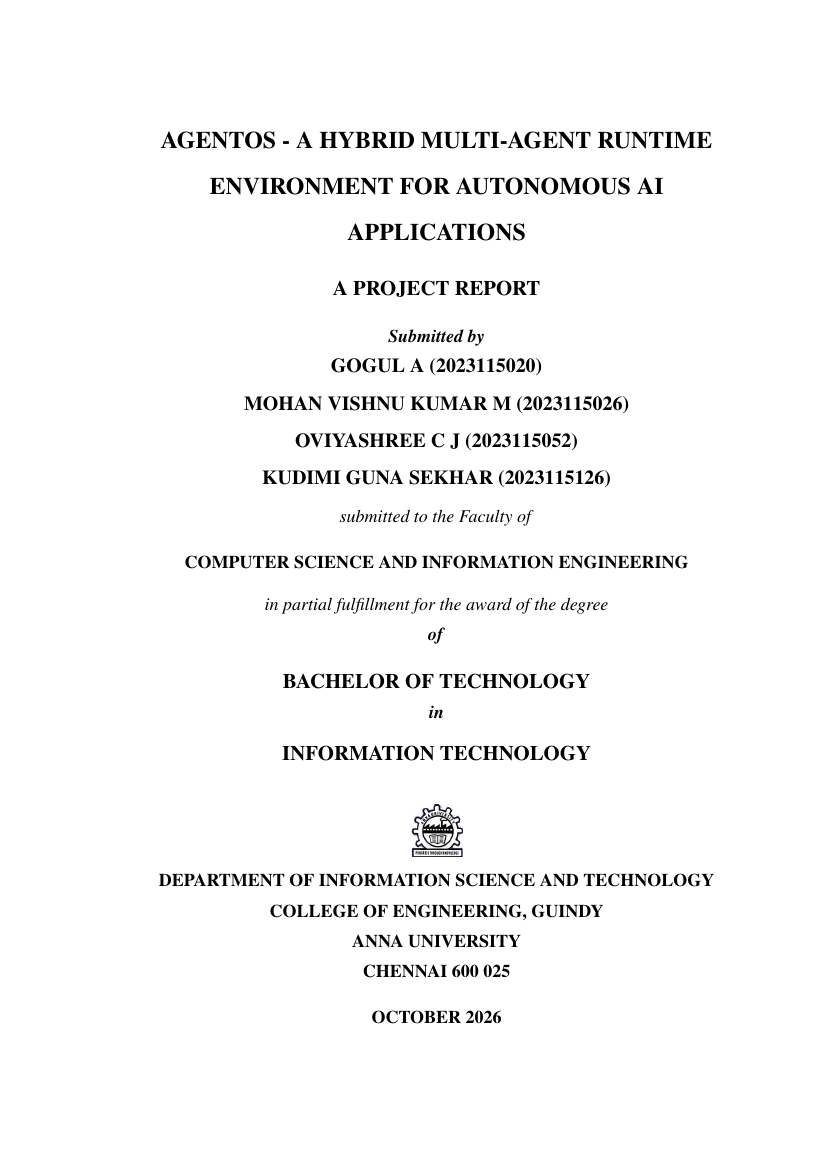 AGENTOS - A HYBRID MULTI-AGENT RUNTIME
ENVIRONMENT FOR AUTONOMOUS AI
APPLICATIONS
A PROJECT REPORT
Submitted by
GOGUL A (2023115020)
MOHAN VISHNU KUMAR M (2023115026)
OVIYASHREE C J (2023115052)
KUDIMI GUNA SEKHAR (2023115126)
submitted to the Faculty of
COMPUTER SCIENCE AND INFORMATION ENGINEERING
in partial fulfillment for the award of the degree
of
BACHELOR OF TECHNOLOGY
in
INFORMATION TECHNOLOGY
PROGRESS THROUGH KNOWLEDGE
DEPARTMENT OF INFORMATION SCIENCE AND TECHNOLOGY
COLLEGE OF ENGINEERING, GUINDY
ANNA UNIVERSITY
CHENNAI 600 025
OCTOBER 2026